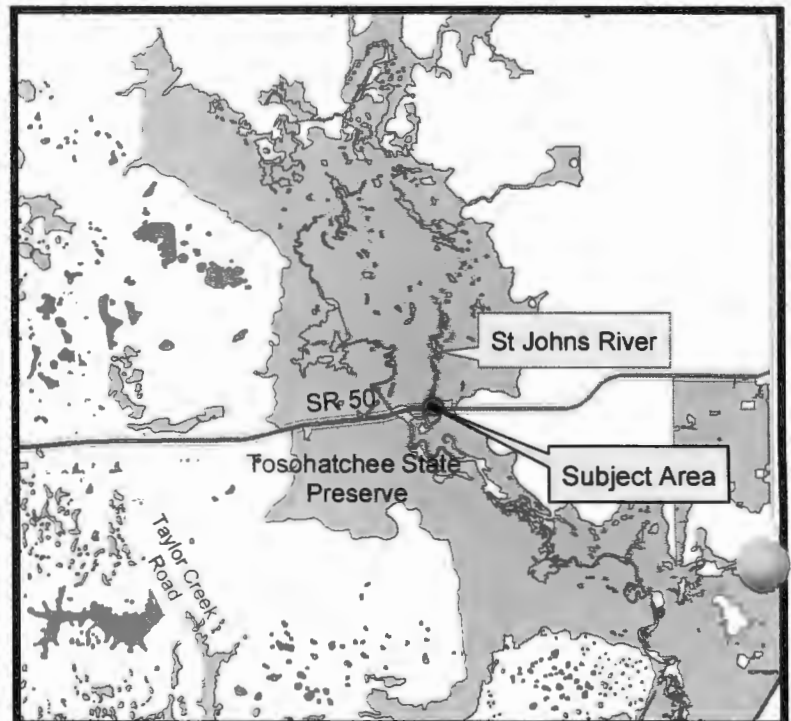 St Johns River
SR 50
Tosohatchee State
Preserve
Subject Area
Taylor Creek
Road